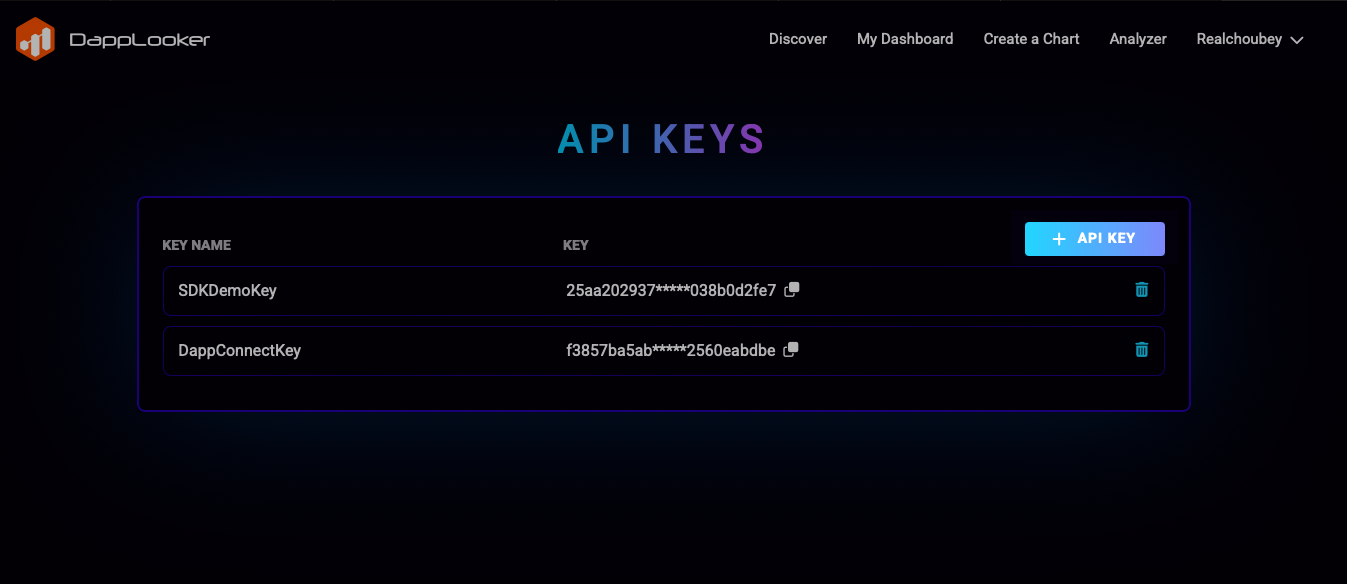 DappLooker
Discover My Dashboard Create a Chart Analyzer Realchoubey
API KEYS
KEY NAME KEY + API KEY
SDKDemoKey 25aa202937*****038b0d2fe7
DappConnectKey f3857ba5ab*****2560eabdbe